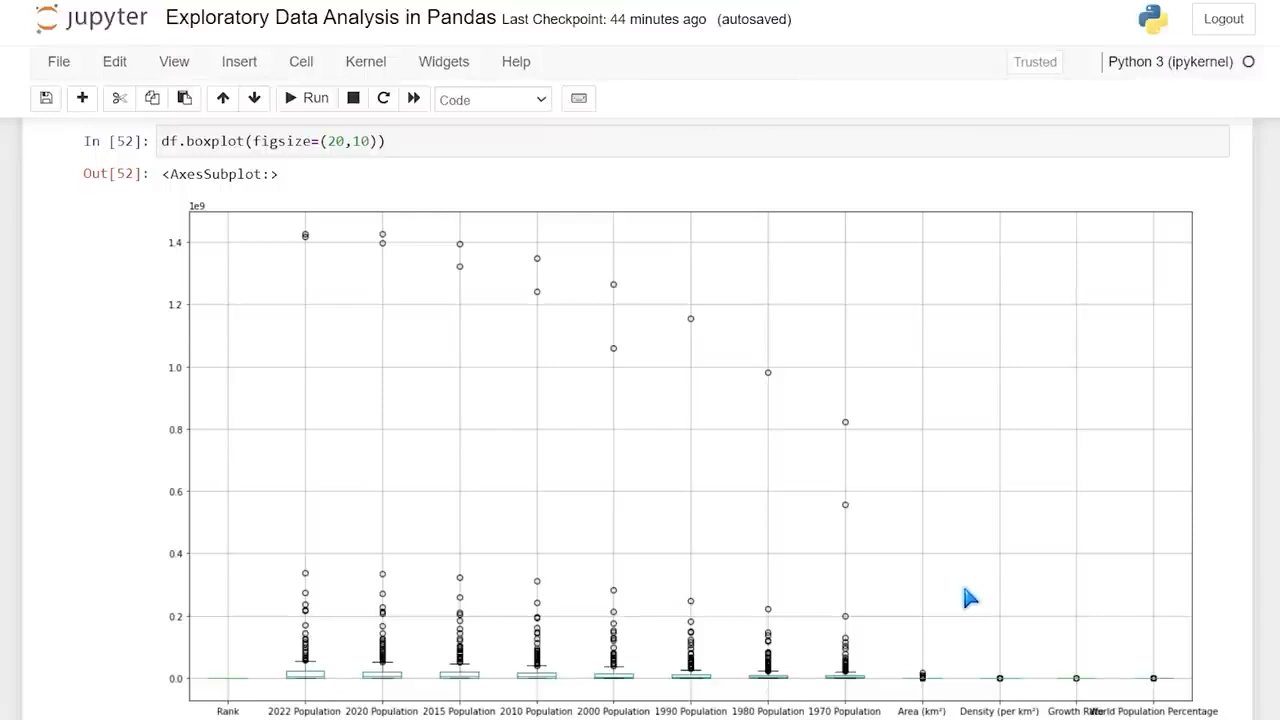 jupyter Exploratory Data Analysis in Pandas Last Checkpoint: 44 minutes ago (autosaved) Logout
File Edit View Insert Cell Kernel Widgets Help Trusted Python 3 (ipykernel)
Run Code
In [52]: df.boxplot(figsize=(20,10))
Out[52]: <AxesSubplot:>
1e9
1.4
1.2
1.0
0.8
0.6
0.4
0.2
0.0
Rank 2022 Population 2020 Population 2015 Population 2010 Population 2000 Population 1990 Population 1980 Population 1970 Population Area (km²) Density (per km²) Growth World Population Percentage